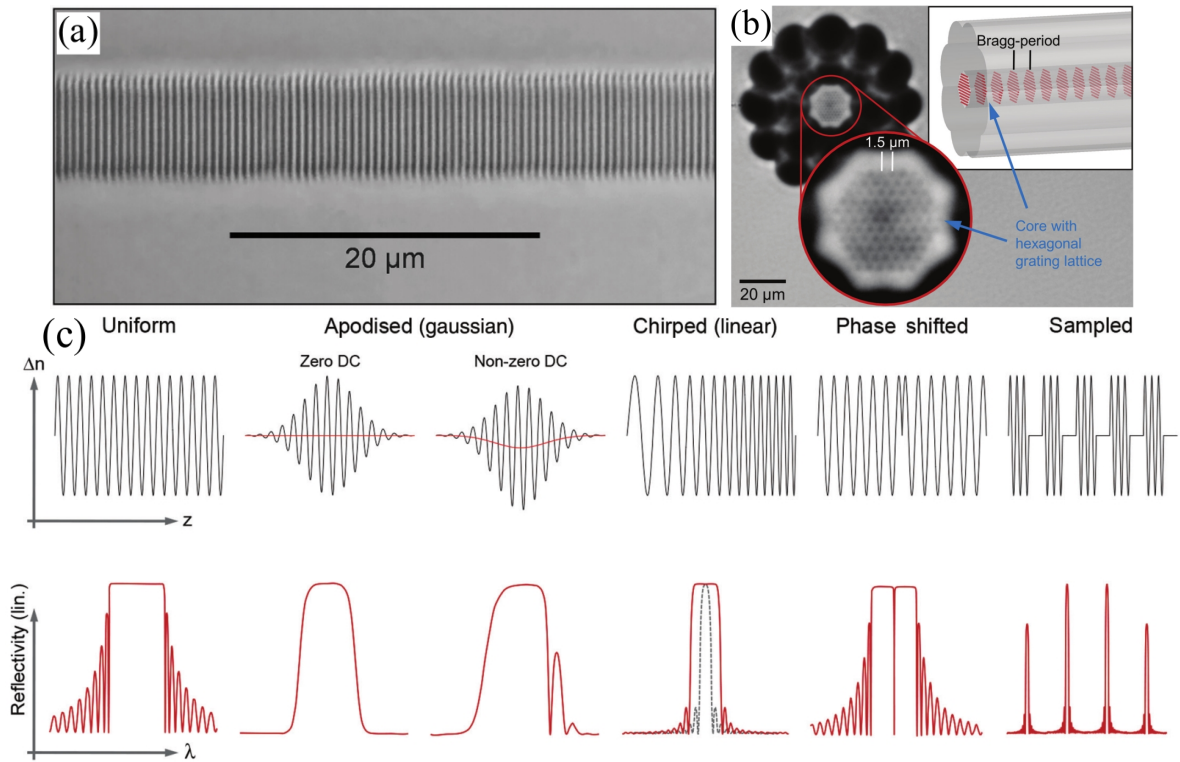 (a)
20 μm
(b)
Bragg-period
1.5 μm
Core with
hexagonal
grating lattice
20 μm
(c)
Uniform
Apodised (gaussian)
Chirped (linear)
Phase shifted
Sampled
Δn
Zero DC
Non-zero DC
z
Reflectivity (lin.)
λ